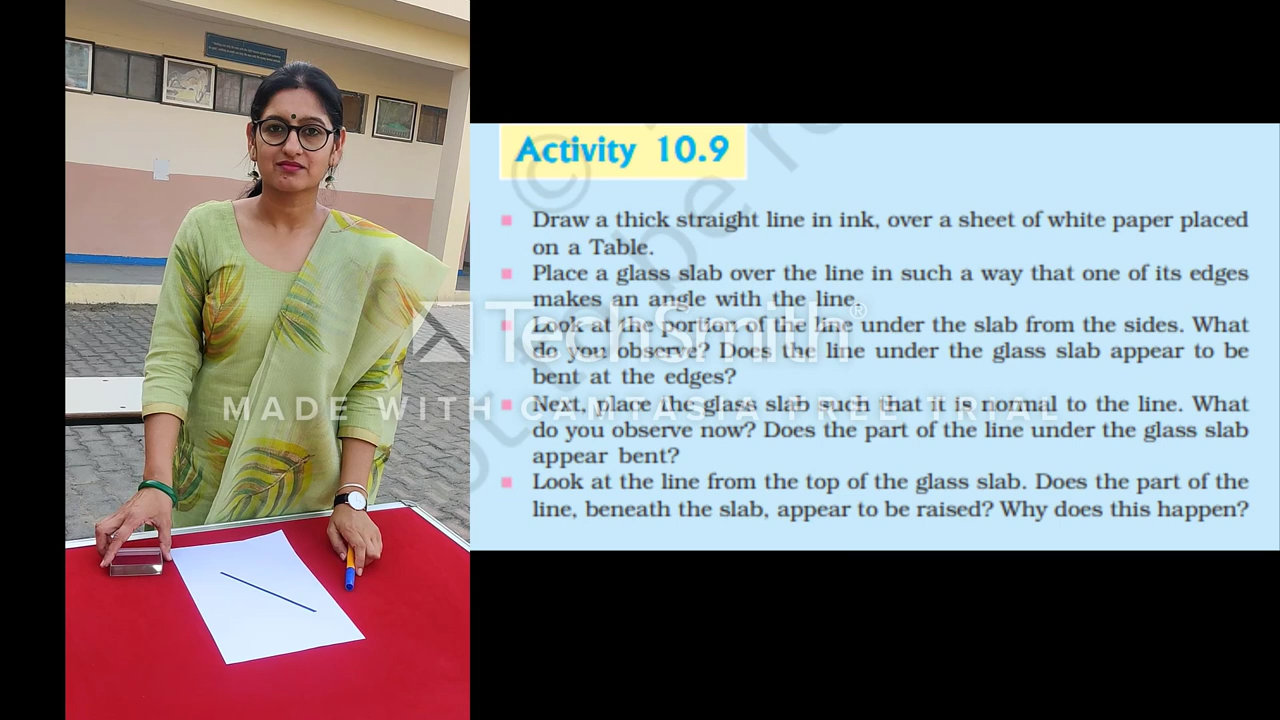 Activity 10.9
Draw a thick straight line in ink, over a sheet of white paper placed
on a Table.
Place a glass slab over the line in such a way that one of its edges
makes an angle with the line.
Look at the portion of the line under the slab from the sides. What
do you observe? Does the line under the glass slab appear to be
bent at the edges?
Next, place the glass slab such that it is normal to the line. What
do you observe now? Does the part of the line under the glass slab
appear bent?
Look at the line from the top of the glass slab. Does the part of the
line, beneath the slab, appear to be raised? Why does this happen?
TechSmith®
MADE WITH CAMTASIA FREE TRIAL